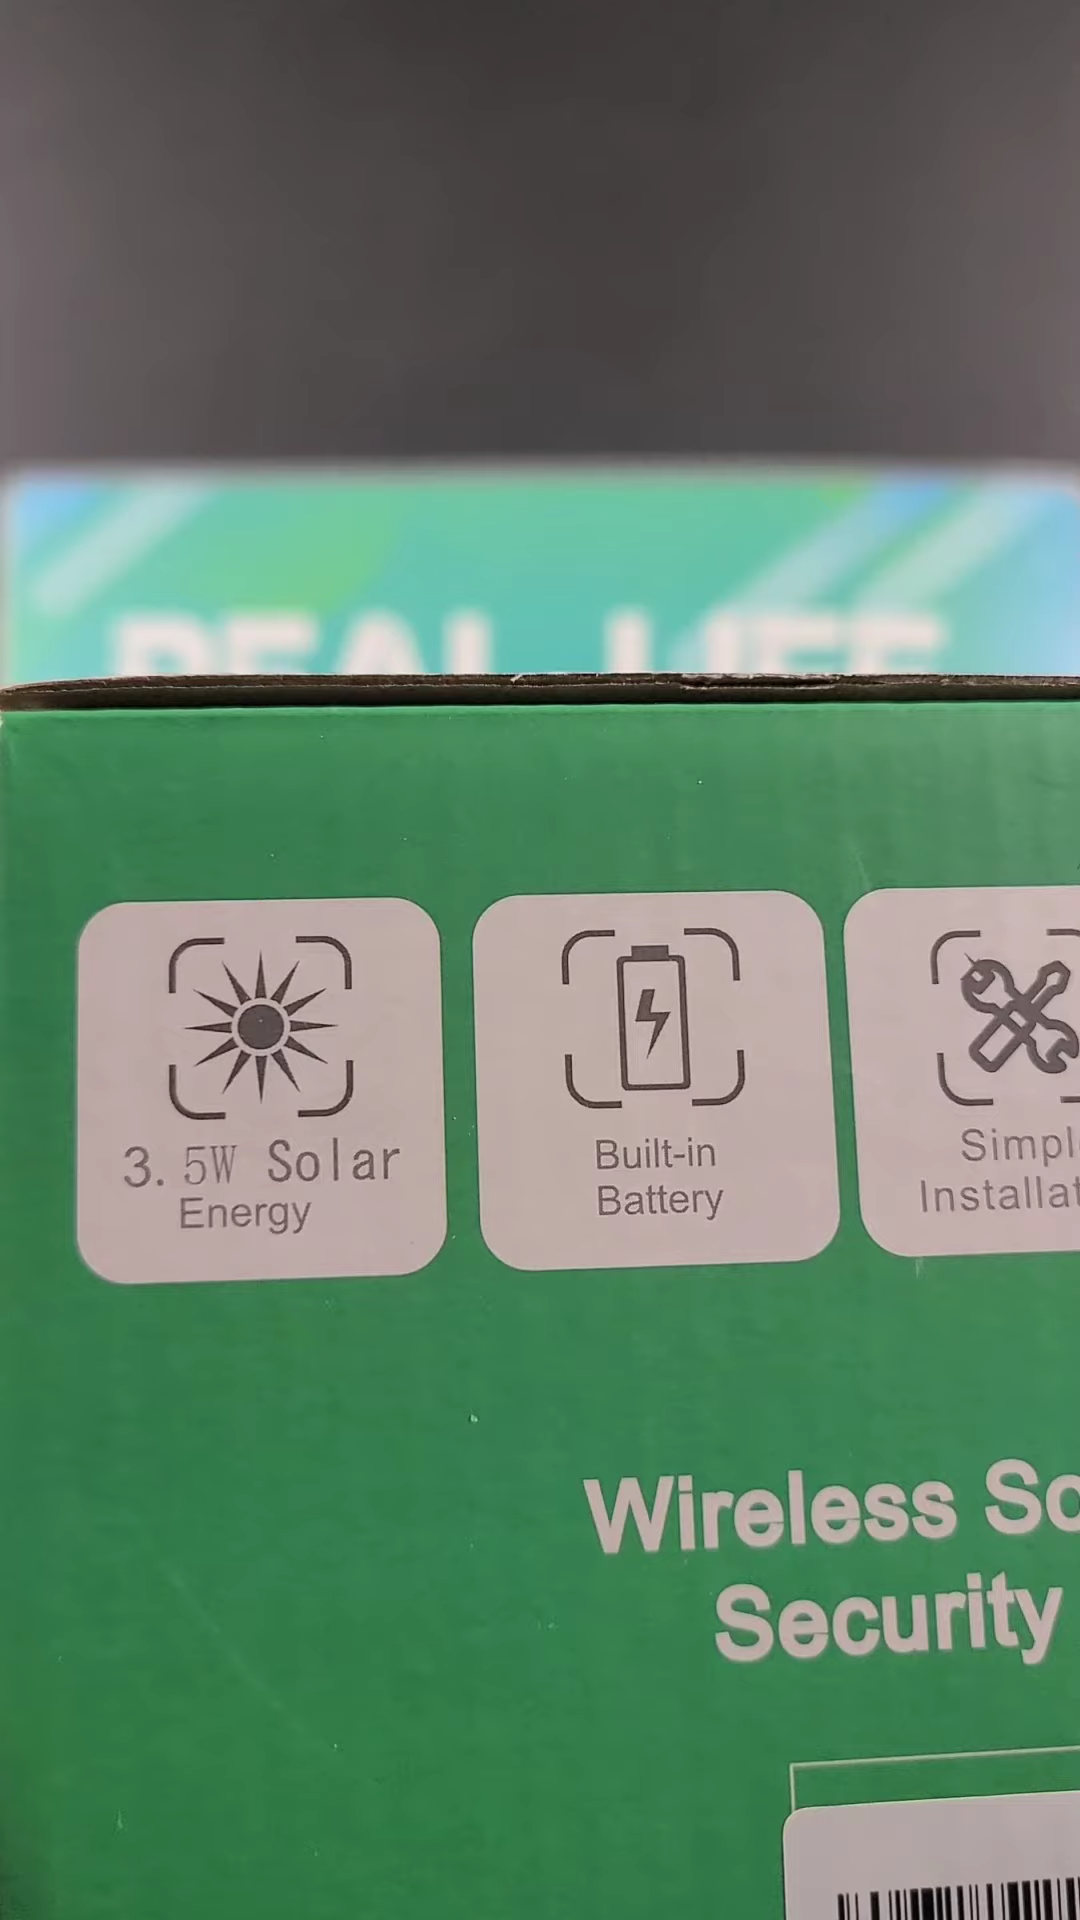 REAL LIFE
3.5W Solar
Energy
Built-in
Battery
Simpl
Installat
Wireless So
Security